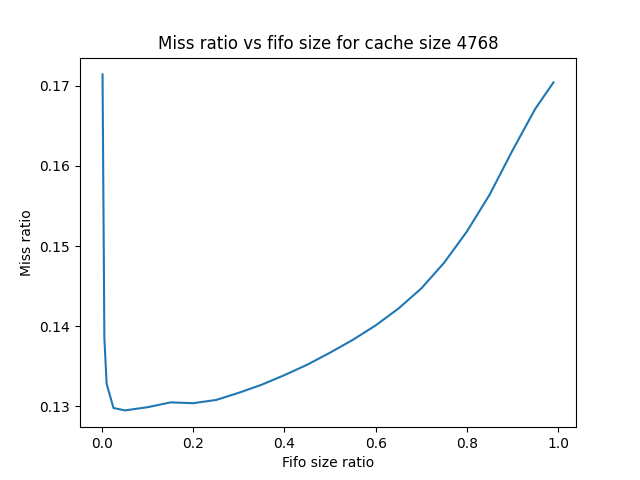 Miss ratio vs fifo size for cache size 4768
0.17
0.16
0.15
0.14
0.13
Miss ratio
0.0 0.2 0.4 0.6 0.8 1.0
Fifo size ratio